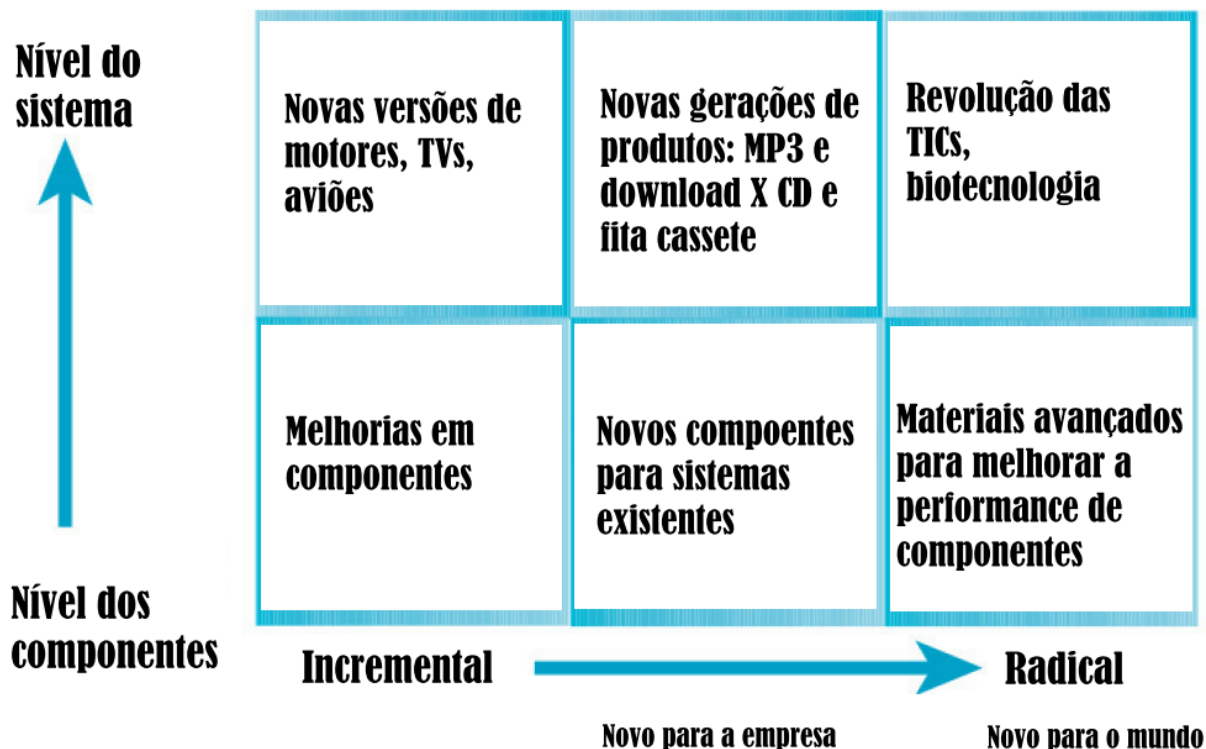 Nível do
sistema
Novas versões de
motores, TVs,
aviões
Novas gerações de
produtos: MP3 e
download X CD e
fita cassete
Revolução das
TICs,
biotecnologia
Melhorias em
componentes
Novos compoentes
para sistemas
existentes
Materiais avançados
para melhorar a
performance de
componentes
Nível dos
componentes
Incremental
Radical
Novo para a empresa
Novo para o mundo